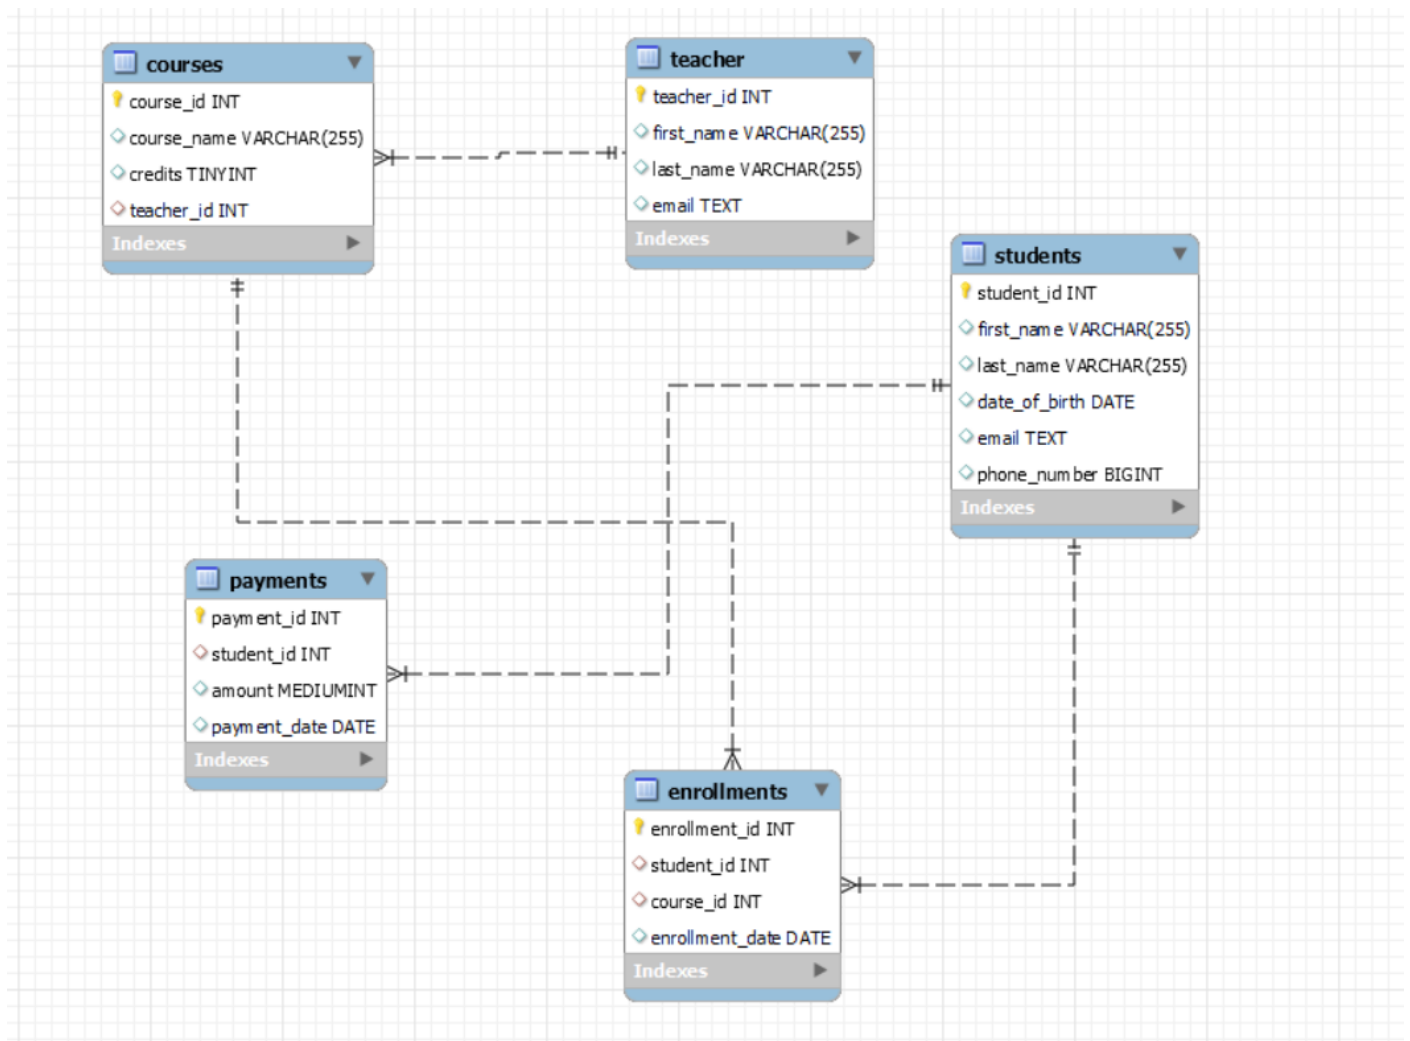 courses
course_id INT
course_name VARCHAR(255)
credits TINYINT
teacher_id INT
Indexes
teacher
teacher_id INT
first_name VARCHAR(255)
last_name VARCHAR(255)
email TEXT
Indexes
students
student_id INT
first_name VARCHAR(255)
last_name VARCHAR(255)
date_of_birth DATE
email TEXT
phone_number BIGINT
Indexes
payments
payment_id INT
student_id INT
amount MEDIUMINT
payment_date DATE
Indexes
enrollments
enrollment_id INT
student_id INT
course_id INT
enrollment_date DATE
Indexes